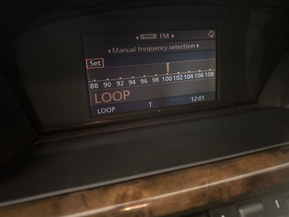 FM
Manual frequency selection
Set
88 90 92 94 96 98 100 102 104 106 108
LOOP
LOOP T 12:01